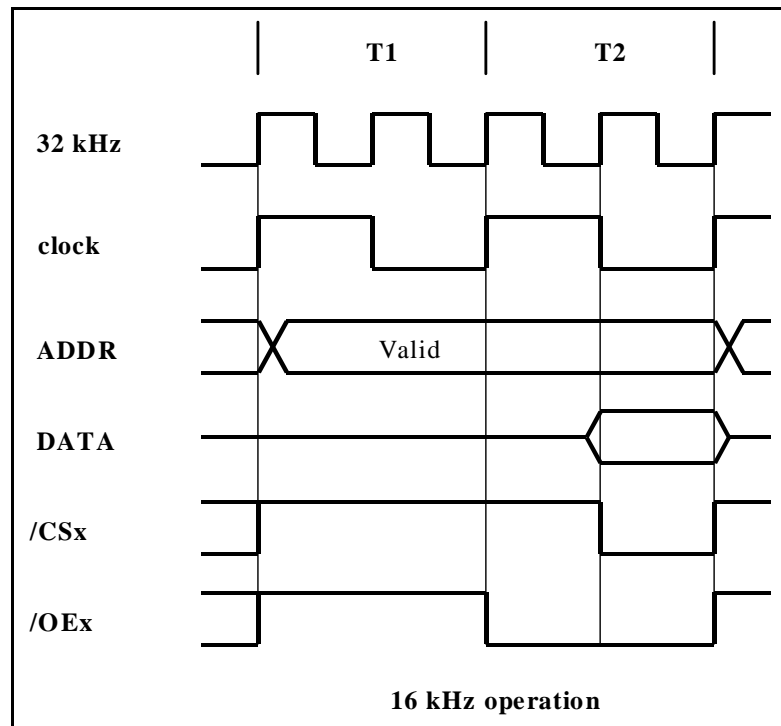 T1 T2
32 kHz
clock
ADDR Valid
DATA
/CSx
/OEx
16 kHz operation